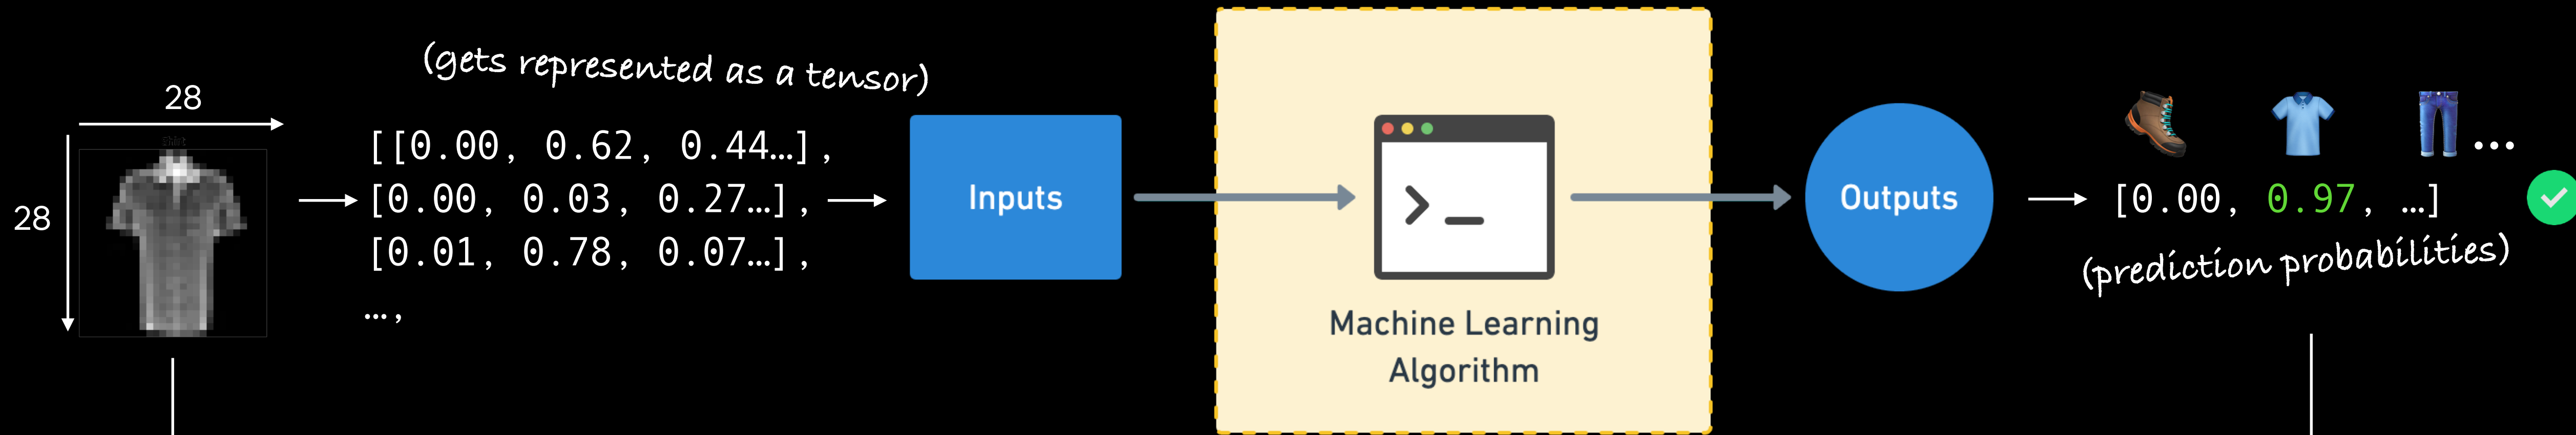 (gets represented as a tensor)
28
28
Shirt
[[0.00, 0.62, 0.44…],
[0.00, 0.03, 0.27…],
[0.01, 0.78, 0.07…],
…,
Inputs
>_
Machine Learning
Algorithm
Outputs
...
[0.00, 0.97, …]
(prediction probabilities)